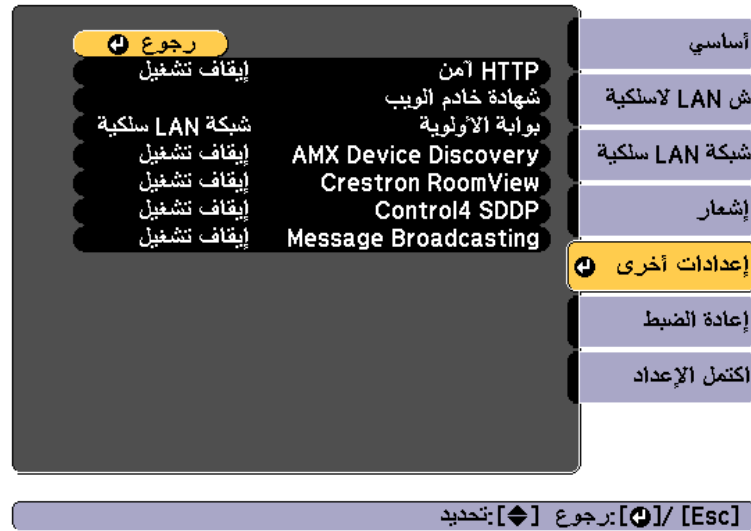 أساسي
ش LAN لاسلكية
شبكة LAN سلكية
إشعار
إعدادات أخرى
إعادة الضبط
اكتمل الإعداد
رجوع
HTTP آمن إيقاف تشغيل
شهادة خادم الويب
بوابة الأولوية شبكة LAN سلكية
AMX Device Discovery إيقاف تشغيل
Crestron RoomView إيقاف تشغيل
Control4 SDDP إيقاف تشغيل
Message Broadcasting إيقاف تشغيل
[Esc] /[⏎]:رجوع [◆]:تحديد